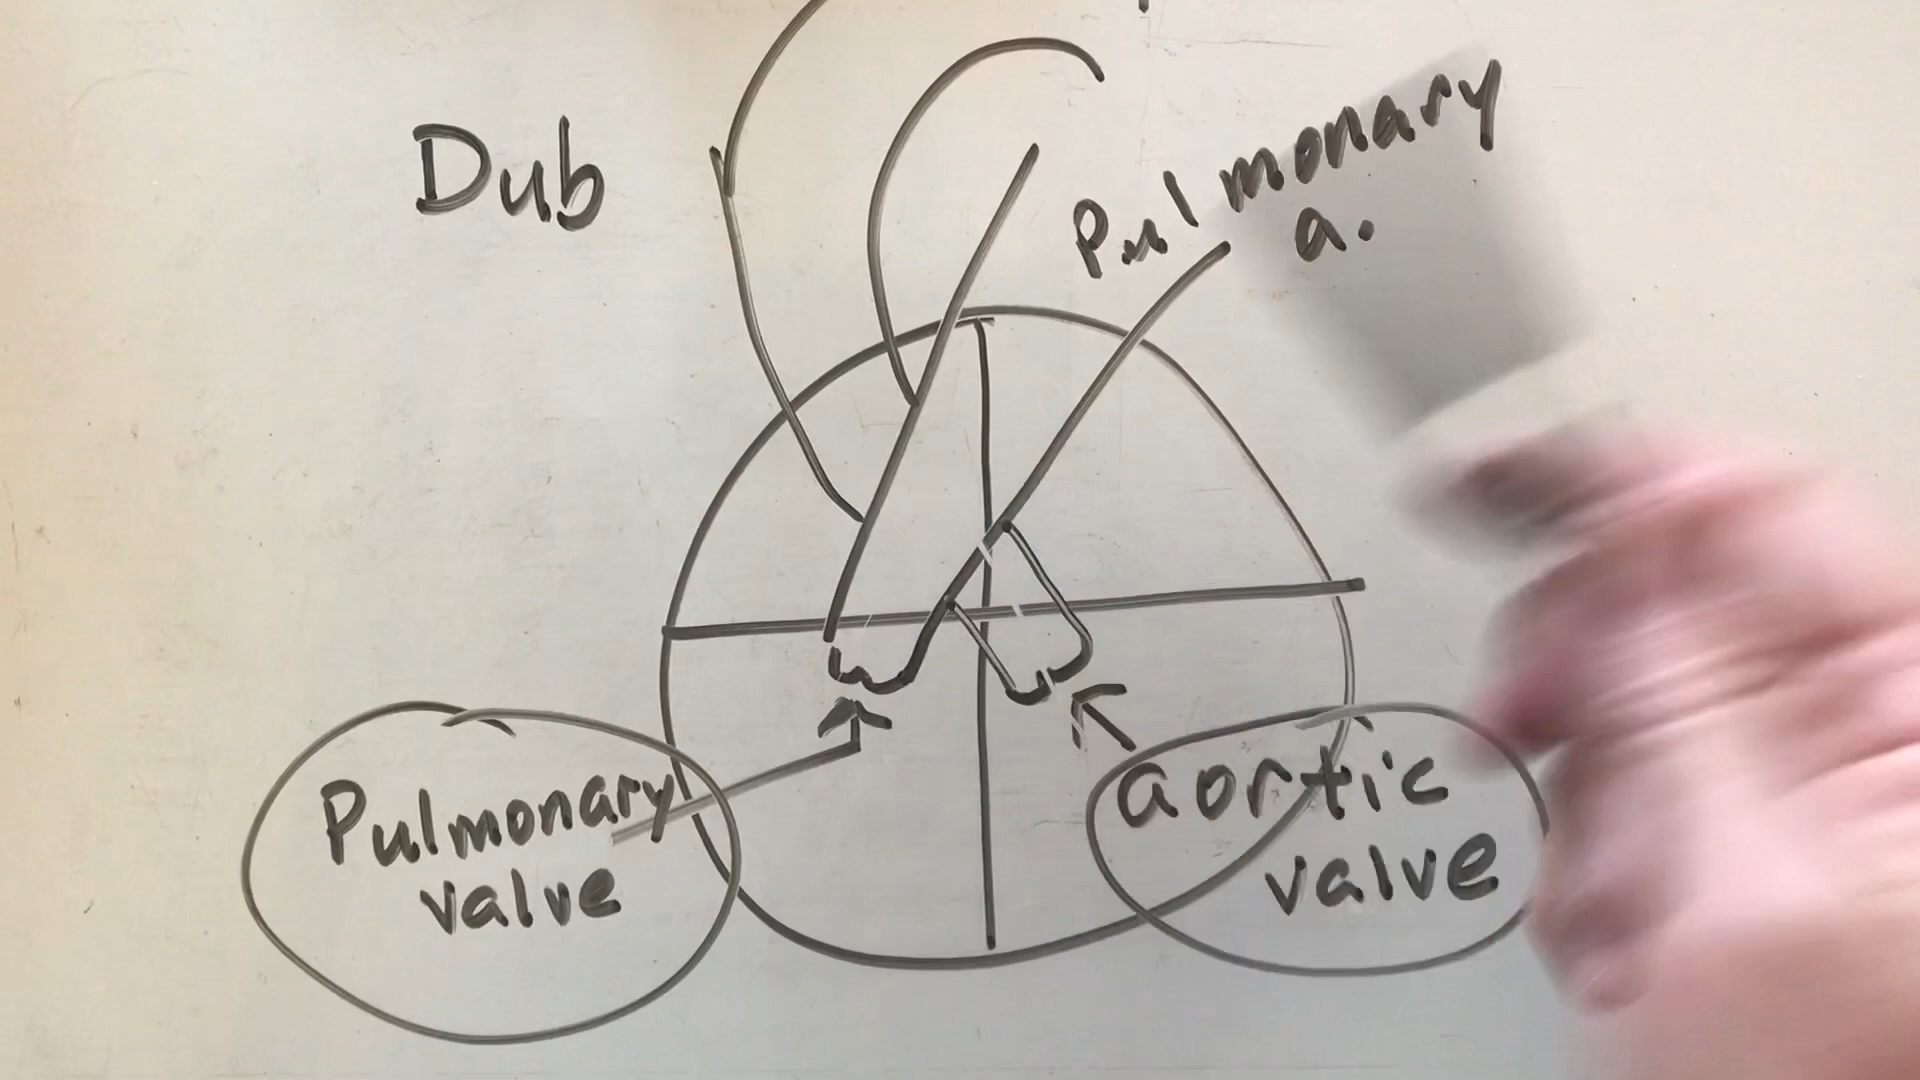 Dub
Pulmonary
a.
Pulmonary
valve
aortic
valve